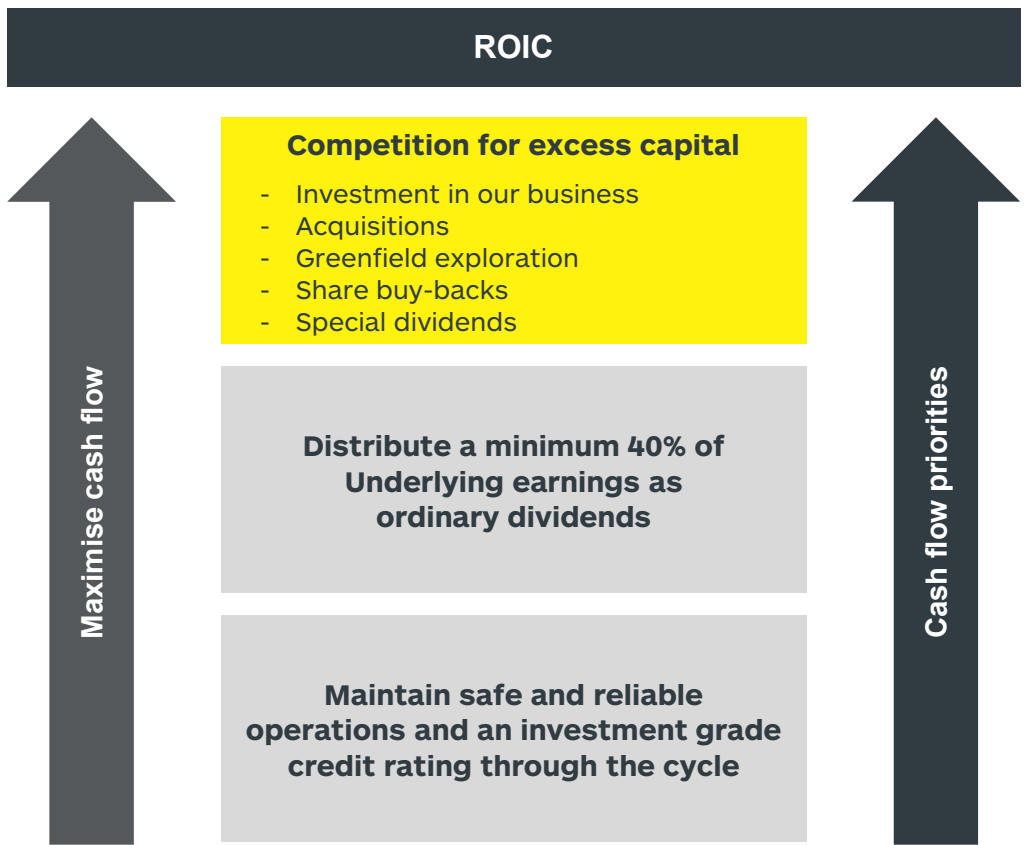 ROIC
Competition for excess capital
- Investment in our business
- Acquisitions
- Greenfield exploration
- Share buy-backs
- Special dividends
Maximise cash flow
Distribute a minimum 40% of
Underlying earnings as
ordinary dividends
Cash flow priorities
Maintain safe and reliable
operations and an investment grade
credit rating through the cycle